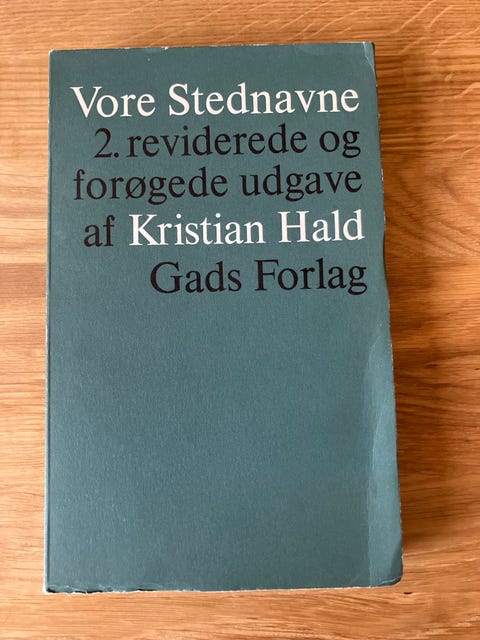 Vore Stednavne
2. reviderede og
forøgede udgave
af Kristian Hald
Gads Forlag